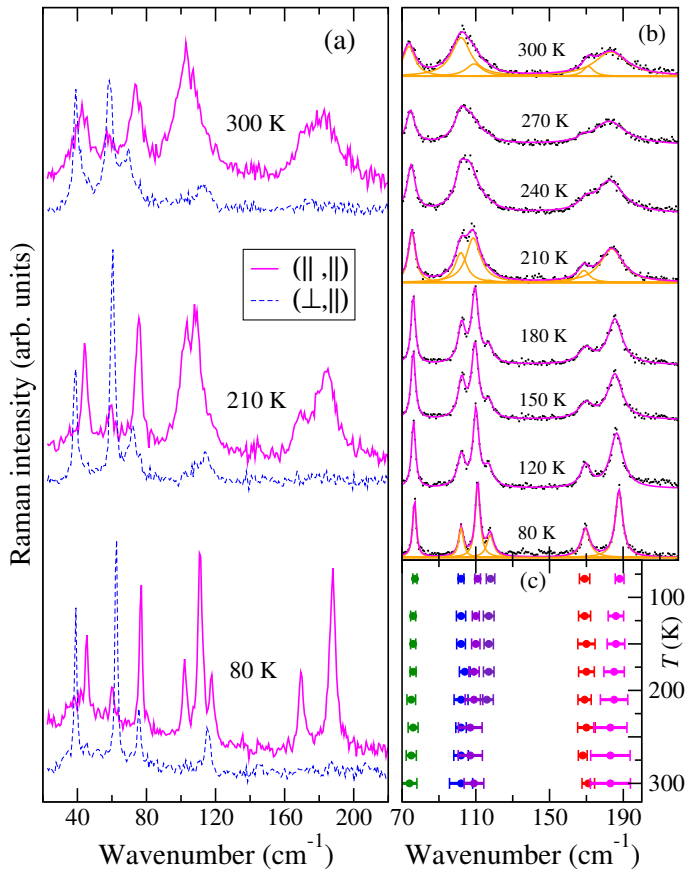 (a)
300 K
(∥ ,∥)
(⊥,∥)
210 K
80 K
Raman intensity (arb. units)
40 80 120 160 200
Wavenumber (cm⁻¹)
(b)
300 K
270 K
240 K
210 K
180 K
150 K
120 K
80 K
(c)
100
150
200
250
300
T (K)
70 110 150 190
Wavenumber (cm⁻¹)